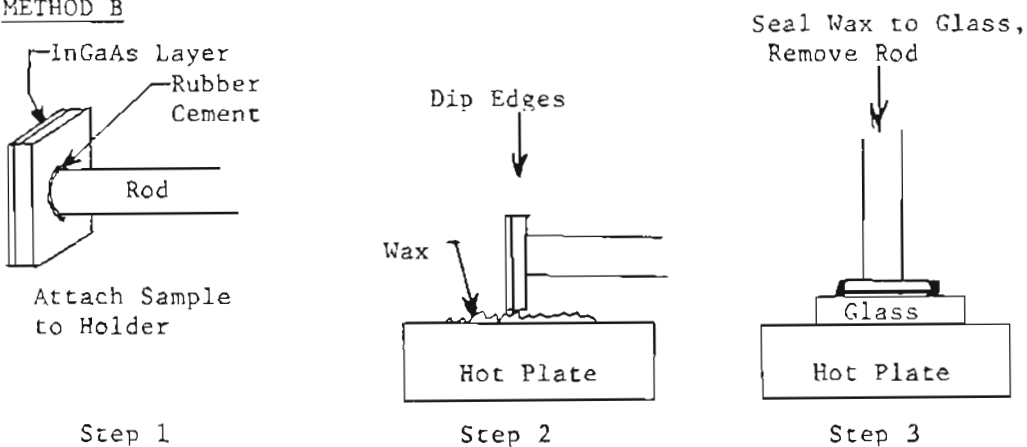 METHOD B
InGaAs Layer
Rubber
Cement
Rod
Attach Sample
to Holder
Step 1
Dip Edges
Wax
Hot Plate
Step 2
Seal Wax to Glass,
Remove Rod
Glass
Hot Plate
Step 3